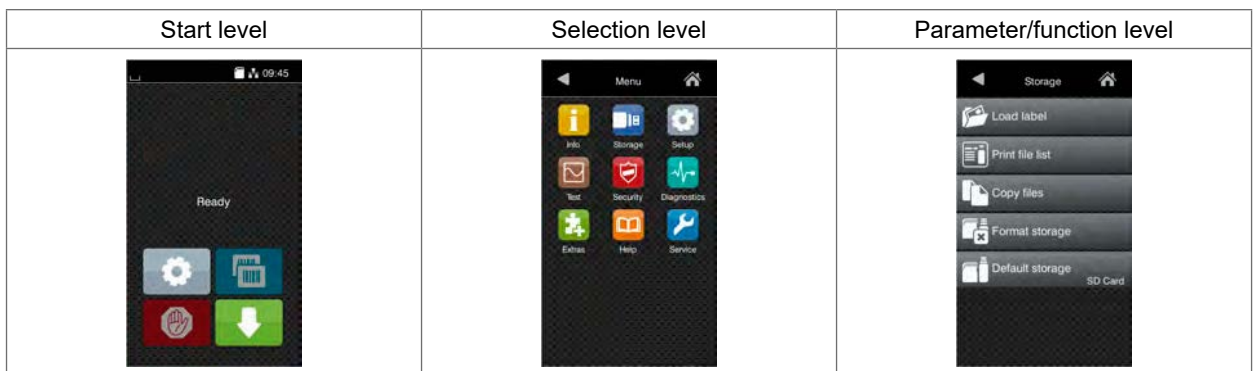 Start level
Selection level
Parameter/function level
09:45
Ready
Menu
Info Storage Setup
Test Security Diagnostics
Extras Help Service
Storage
Load label
Print file list
Copy files
Format storage
Default storage
SD Card